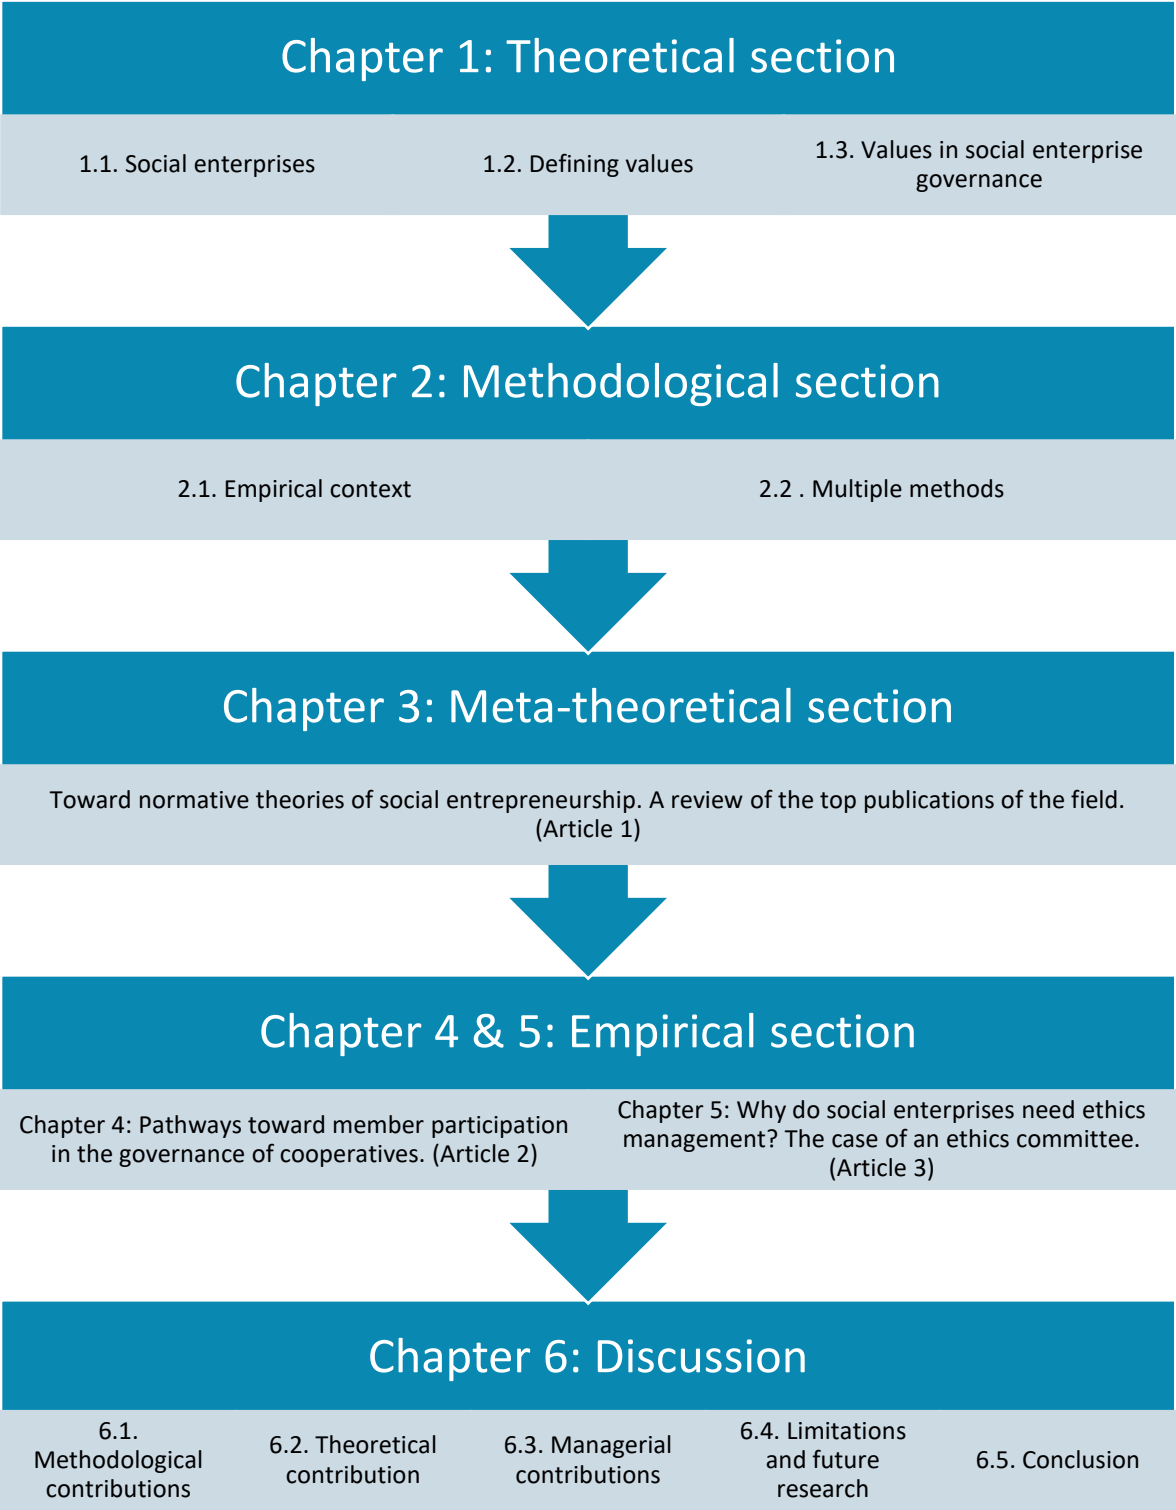 Chapter 1: Theoretical section
1.1. Social enterprises
1.2. Defining values
1.3. Values in social enterprise
governance
Chapter 2: Methodological section
2.1. Empirical context
2.2 . Multiple methods
Chapter 3: Meta-theoretical section
Toward normative theories of social entrepreneurship. A review of the top publications of the field.
(Article 1)
Chapter 4 & 5: Empirical section
Chapter 4: Pathways toward member participation
in the governance of cooperatives. (Article 2)
Chapter 5: Why do social enterprises need ethics
management? The case of an ethics committee.
(Article 3)
Chapter 6: Discussion
6.1.
Methodological
contributions
6.2. Theoretical
contribution
6.3. Managerial
contributions
6.4. Limitations
and future
research
6.5. Conclusion